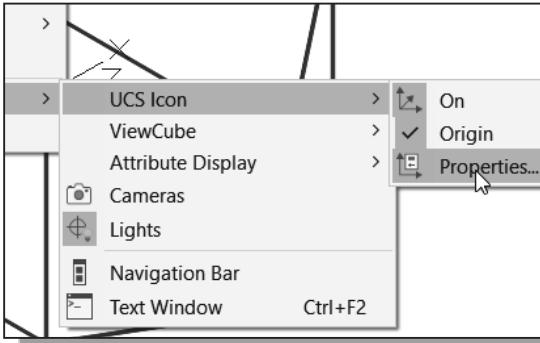 UCS Icon
ViewCube
Attribute Display
Cameras
Lights
Navigation Bar
Text Window Ctrl+F2
On
Origin
Properties...